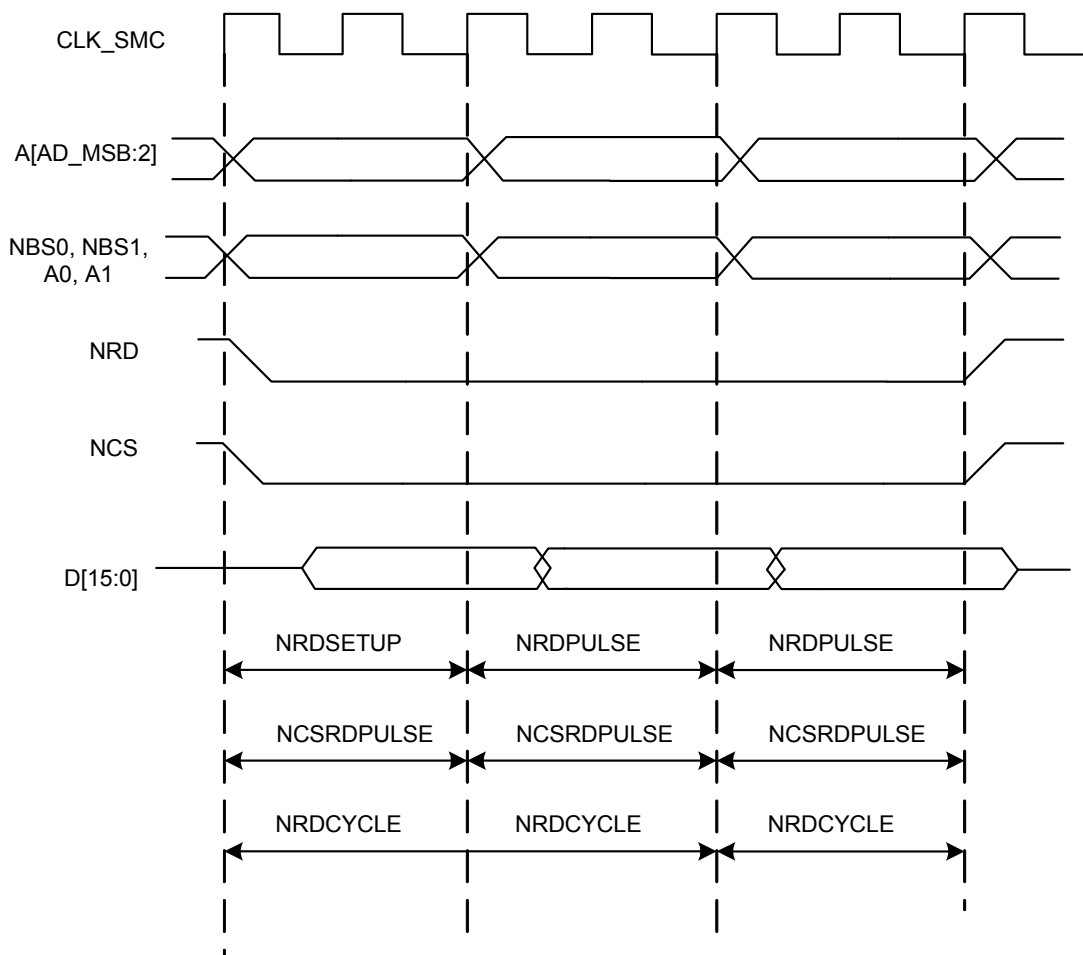 CLK_SMC
A[AD_MSB:2]
NBS0, NBS1,
A0, A1
NRD
NCS
D[15:0]
NRDSETUP NRDPULSE NRDPULSE
NCSRDPULSE NCSRDPULSE NCSRDPULSE
NRDCYCLE NRDCYCLE NRDCYCLE